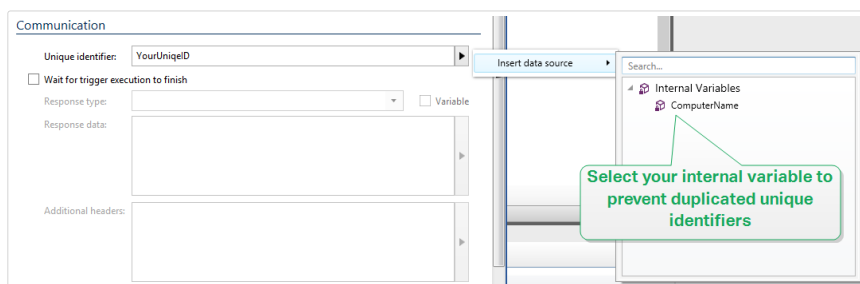 Communication
Unique identifier: YourUniqeID
Insert data source
Search...
Wait for trigger execution to finish
Internal Variables
Response type: Variable
ComputerName
Response data:
Select your internal variable to
prevent duplicated unique
identifiers
Additional headers: